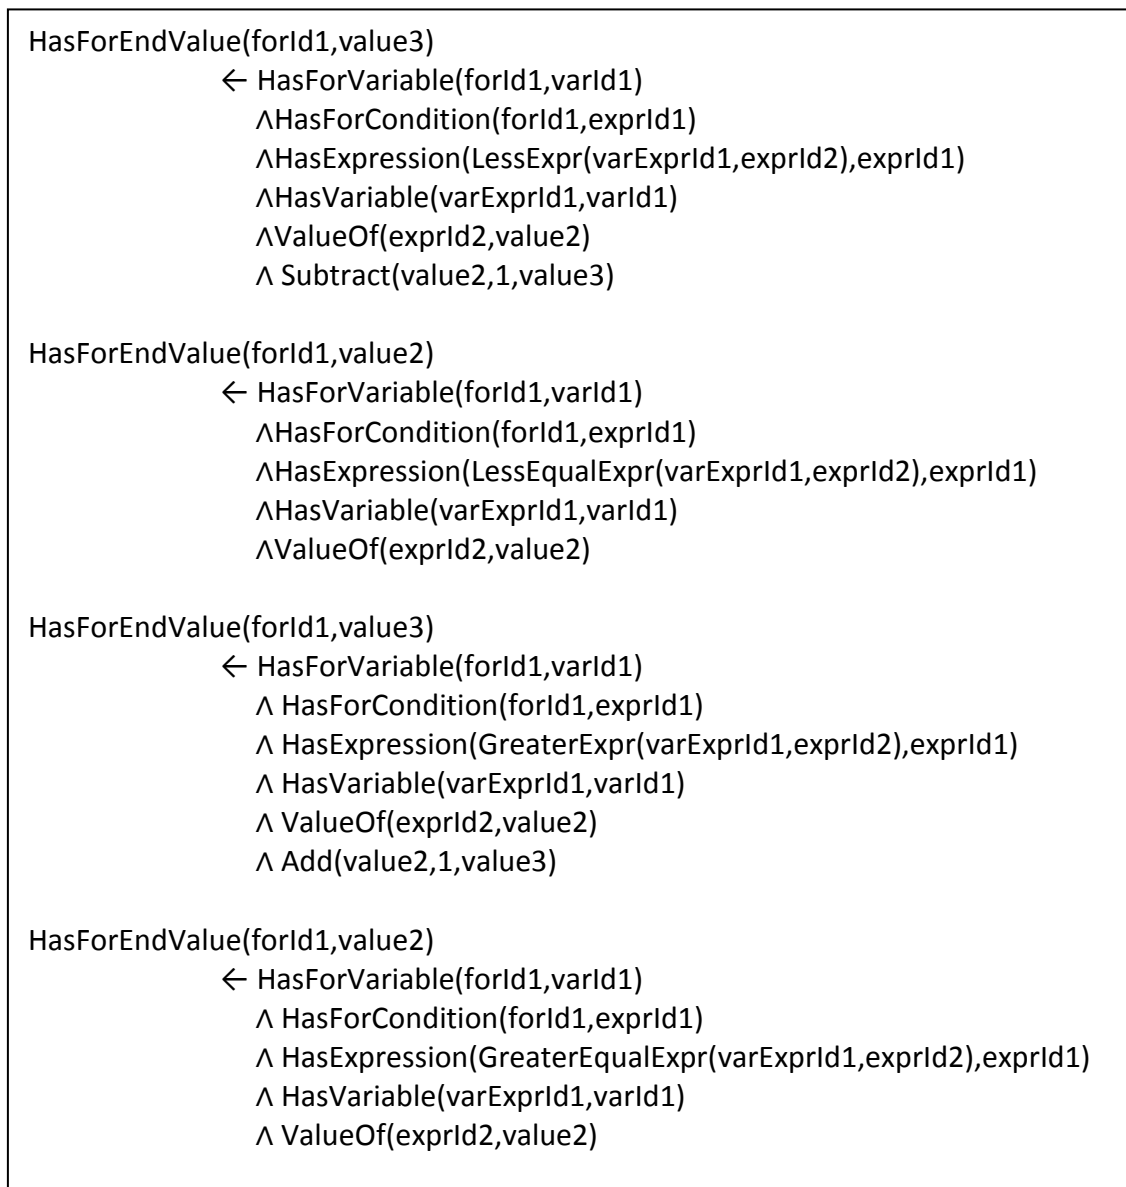 HasForEndValue(forId1,value3)
← HasForVariable(forId1,varId1)
∧HasForCondition(forId1,exprId1)
∧HasExpression(LessExpr(varExprId1,exprId2),exprId1)
∧HasVariable(varExprId1,varId1)
∧ValueOf(exprId2,value2)
∧ Subtract(value2,1,value3)
HasForEndValue(forId1,value2)
← HasForVariable(forId1,varId1)
∧HasForCondition(forId1,exprId1)
∧HasExpression(LessEqualExpr(varExprId1,exprId2),exprId1)
∧HasVariable(varExprId1,varId1)
∧ValueOf(exprId2,value2)
HasForEndValue(forId1,value3)
← HasForVariable(forId1,varId1)
∧ HasForCondition(forId1,exprId1)
∧ HasExpression(GreaterExpr(varExprId1,exprId2),exprId1)
∧ HasVariable(varExprId1,varId1)
∧ ValueOf(exprId2,value2)
∧ Add(value2,1,value3)
HasForEndValue(forId1,value2)
← HasForVariable(forId1,varId1)
∧ HasForCondition(forId1,exprId1)
∧ HasExpression(GreaterEqualExpr(varExprId1,exprId2),exprId1)
∧ HasVariable(varExprId1,varId1)
∧ ValueOf(exprId2,value2)